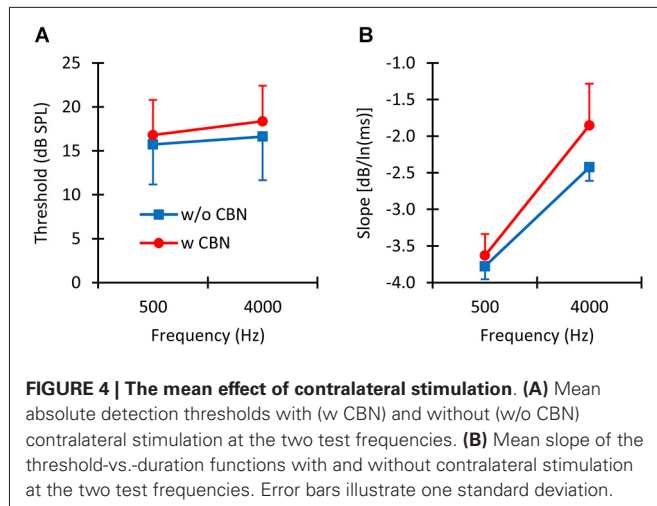 A
B
25
20
15
10
5
0
Threshold (dB SPL)
w/o CBN
w CBN
500
4000
Frequency (Hz)
-1.0
-1.5
-2.0
-2.5
-3.0
-3.5
-4.0
Slope [dB/ln(ms)]
500
4000
Frequency (Hz)
FIGURE 4 | The mean effect of contralateral stimulation. (A) Mean
absolute detection thresholds with (w CBN) and without (w/o CBN)
contralateral stimulation at the two test frequencies. (B) Mean slope of the
threshold-vs.-duration functions with and without contralateral stimulation
at the two test frequencies. Error bars illustrate one standard deviation.